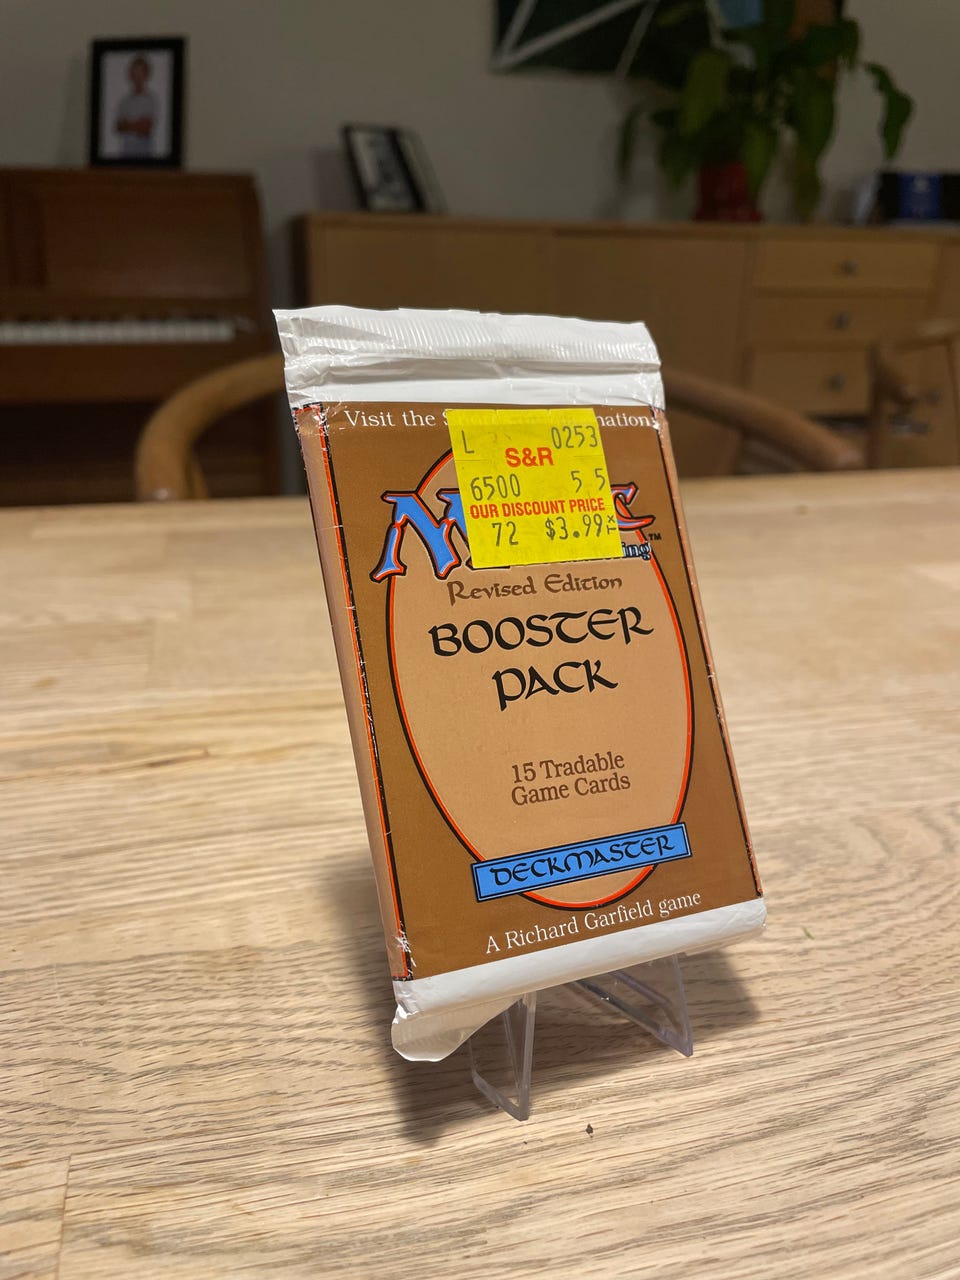 Visit the
L 0253
S&R
6500 5 5
OUR DISCOUNT PRICE
72 $3.99
TX
Revised Edition
BOOSTER
PACK
15 Tradable
Game Cards
DECKMASTER
A Richard Garfield game